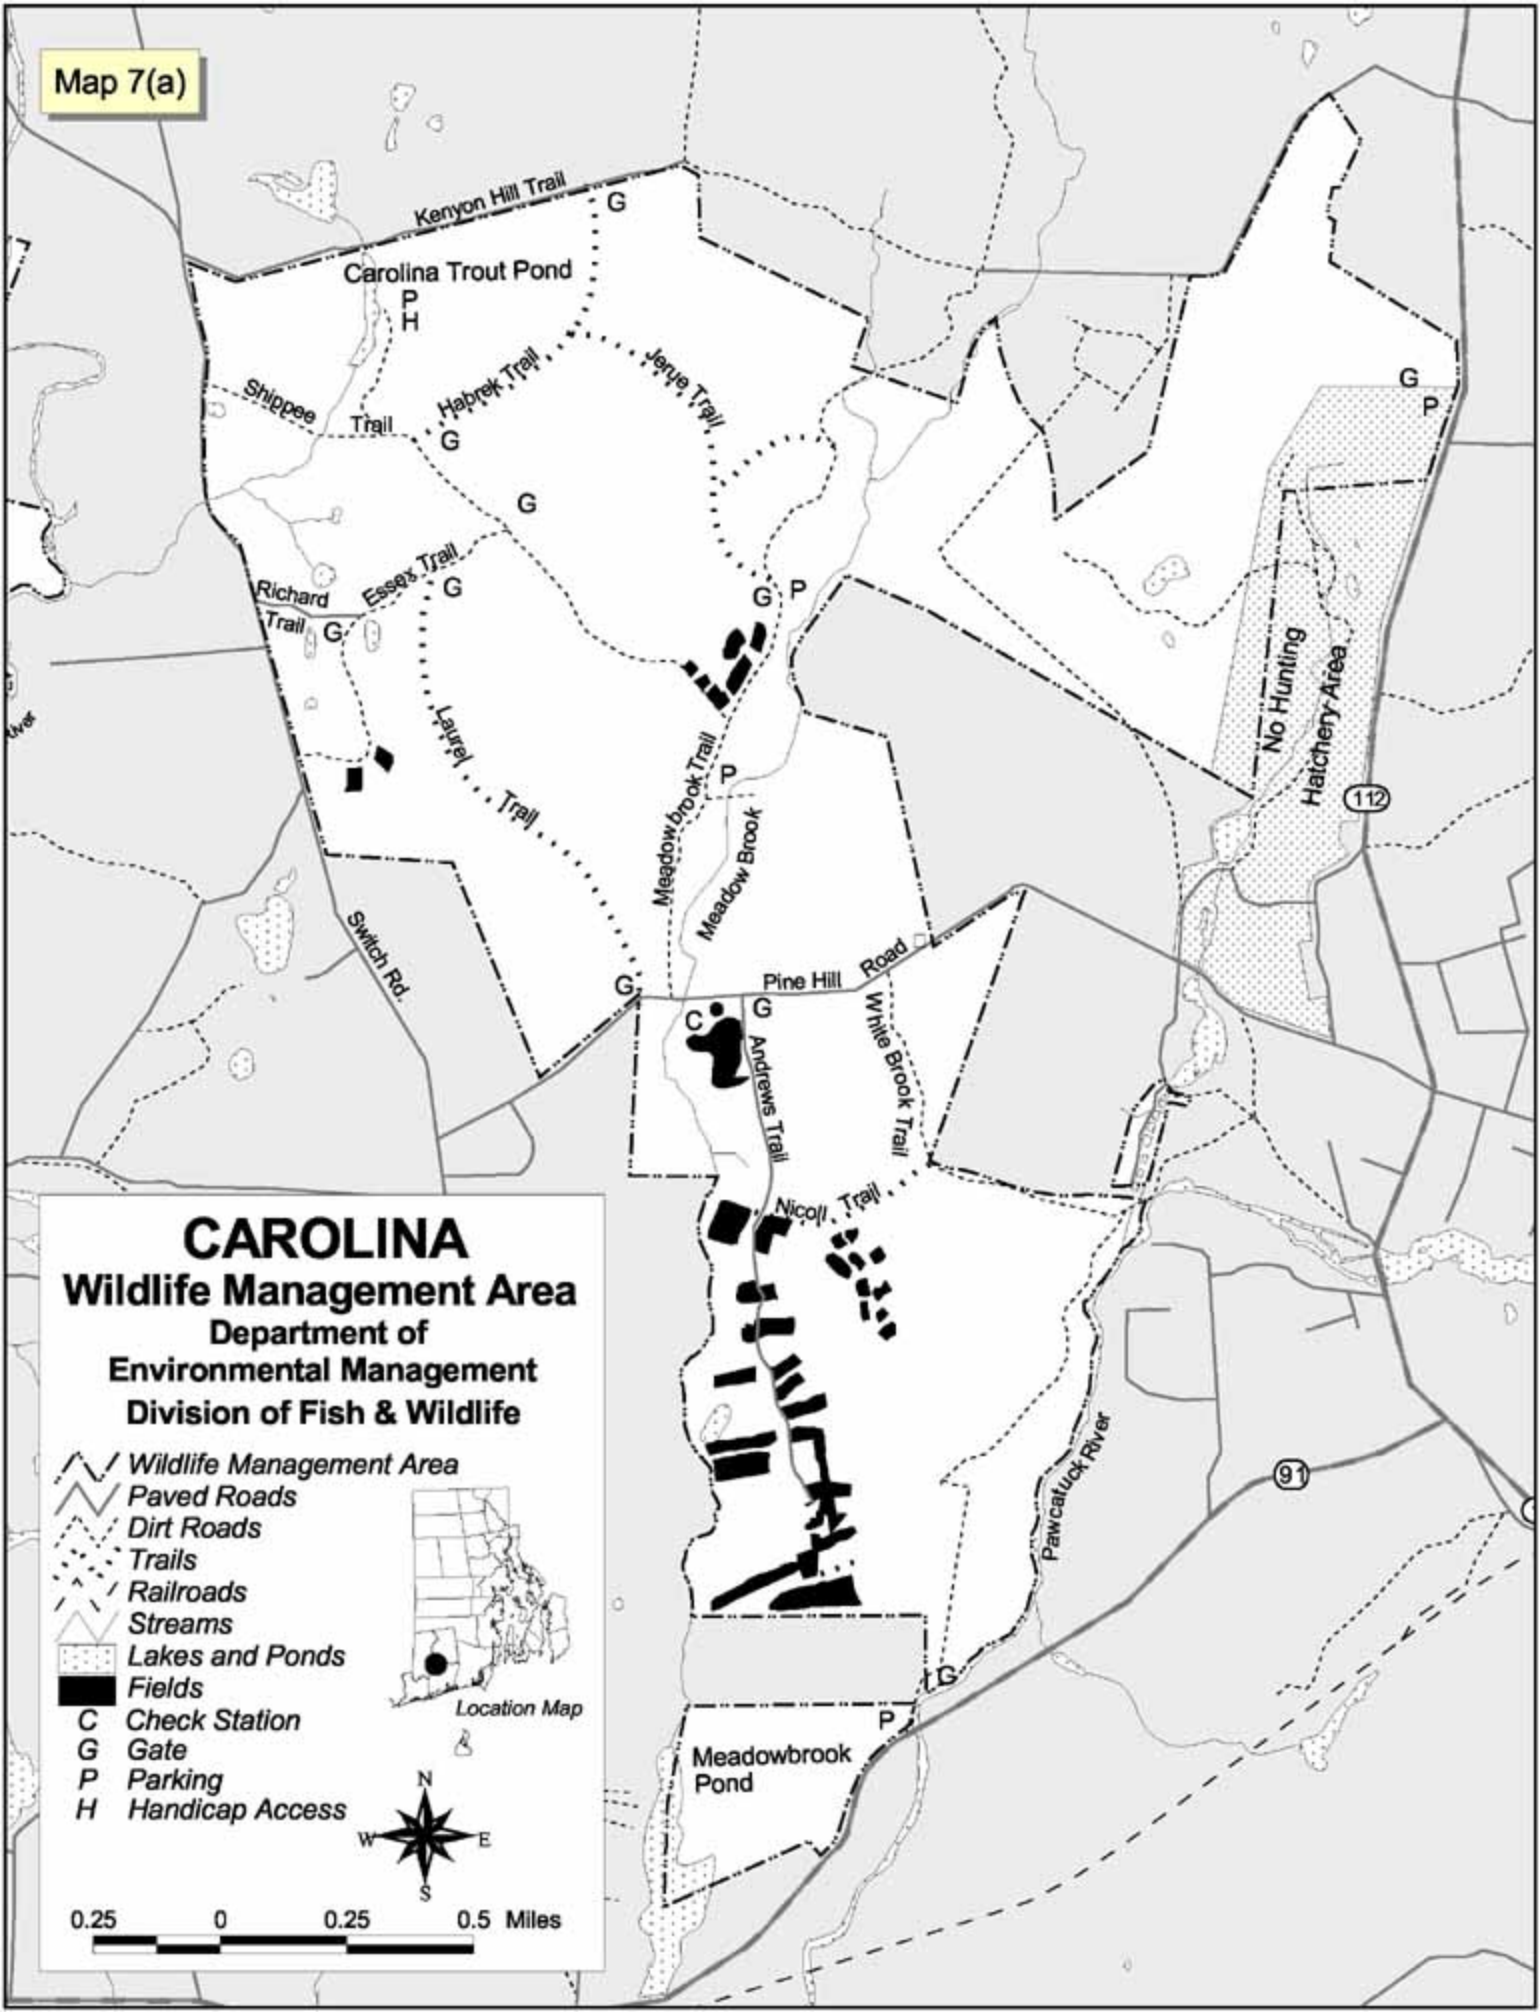 Map 7(a)
Kenyon Hill Trail
G
Carolina Trout Pond
P
H
Habrek Trail
Jerue Trail
G
P
Shippee
Trail
G
G
Richard
Essex Trail
G
Trail
G
G
P
No Hunting
Hatchery Area
Laurel
Trail
Meadowbrook Trail
P
Meadow Brook
112
River
Switch Rd.
G
Pine Hill
Road
C
G
Andrews Trail
White Brook Trail
Nicoll Trail
Pawcatuck River
91
G
P
Meadowbrook
Pond
CAROLINA
Wildlife Management Area
Department of
Environmental Management
Division of Fish & Wildlife
Wildlife Management Area
Paved Roads
Dirt Roads
Trails
Railroads
Streams
Lakes and Ponds
Fields
C Check Station
G Gate
P Parking
H Handicap Access
Location Map
N
W E
S
0.25 0 0.25 0.5 Miles